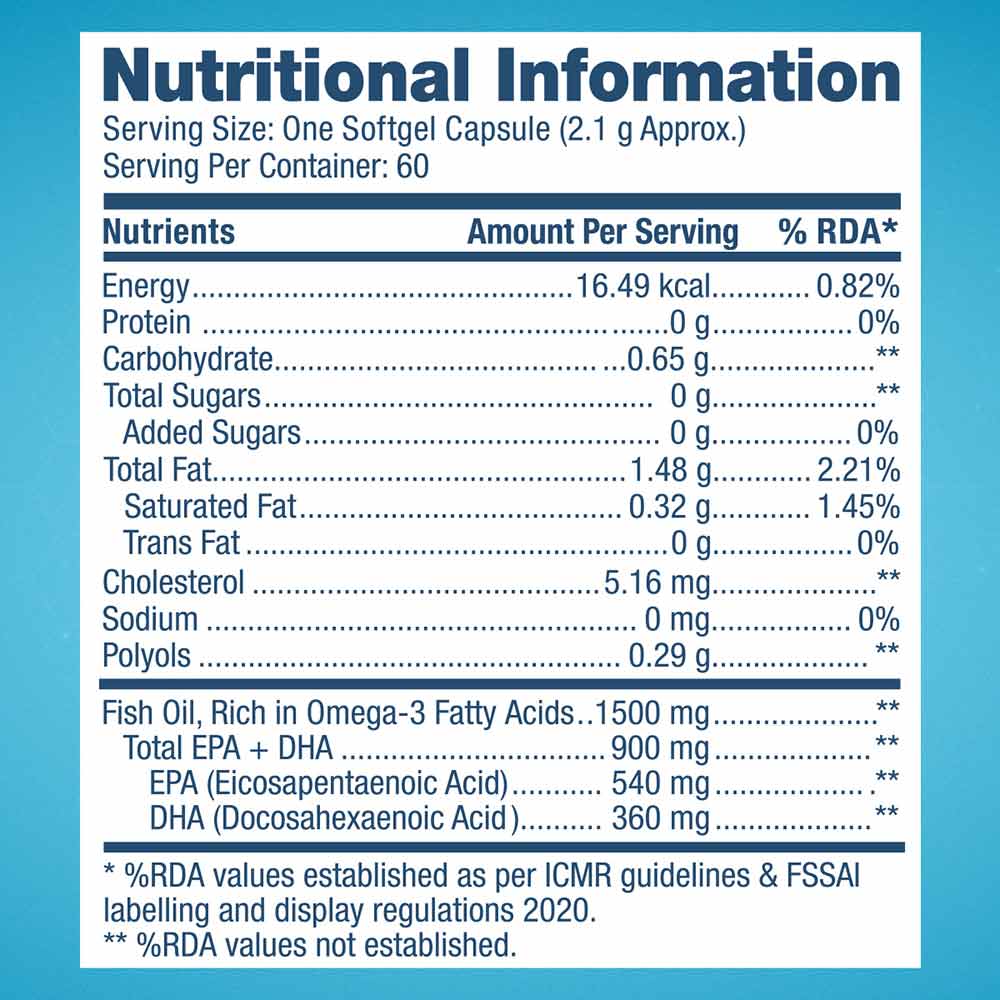 Nutritional Information
Serving Size: One Softgel Capsule (2.1 g Approx.)
Serving Per Container: 60
Nutrients Amount Per Serving % RDA*
Energy..............................................16.49 kcal............ 0.82%
Protein ................................................0 g................. 0%
Carbohydrate.......................................0.65 g....................**
Total Sugars............................................... 0 g....................**
Added Sugars........................................... 0 g................. 0%
Total Fat.................................................. 1.48 g............ 2.21%
Saturated Fat....................................... 0.32 g............ 1.45%
Trans Fat ..................................................0 g................. 0%
Cholesterol ..........................................5.16 mg....................**
Sodium .................................................... 0 mg................. 0%
Polyols ................................................... 0.29 g................... **
Fish Oil, Rich in Omega-3 Fatty Acids..1500 mg....................**
Total EPA + DHA ................................ 900 mg................... **
EPA (Eicosapentaenoic Acid)........... 540 mg.................. .**
DHA (Docosahexaenoic Acid).......... 360 mg...................**
* %RDA values established as per ICMR guidelines & FSSAI
labelling and display regulations 2020.
** %RDA values not established.